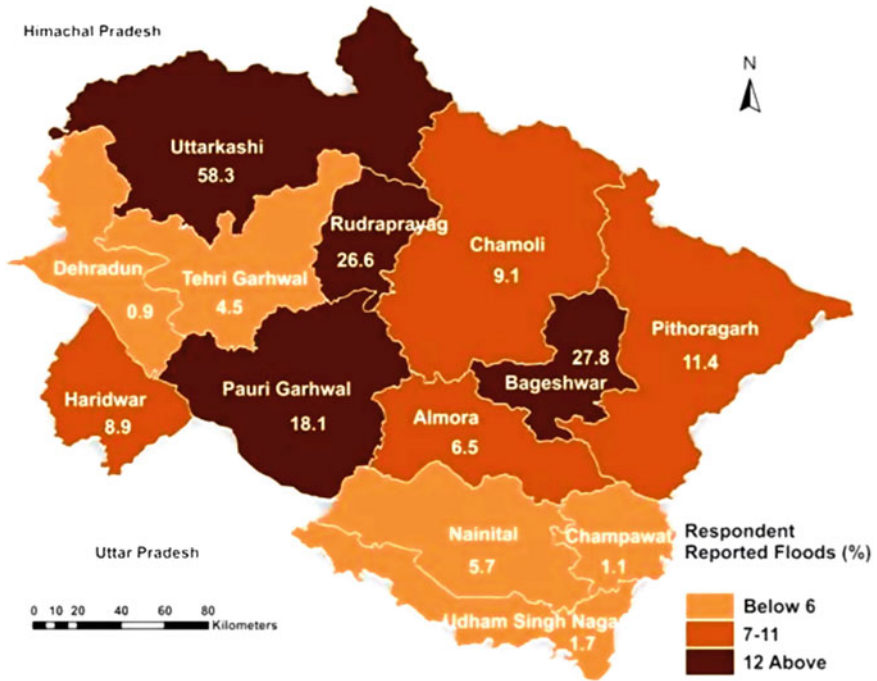 Himachal Pradesh
N
Uttarkashi
58.3
Rudraprayag
26.6
Chamoli
9.1
Dehradun
0.9
Tehri Garhwal
4.5
Pithoragarh
11.4
27.8
Bageshwar
Pauri Garhwal
18.1
Haridwar
8.9
Almora
6.5
Nainital
5.7
Champawat
1.1
Udham Singh Naga
1.7
Uttar Pradesh
0 10 20 40 60 80
Kilometers
Respondent
Reported Floods (%)
Below 6
7-11
12 Above